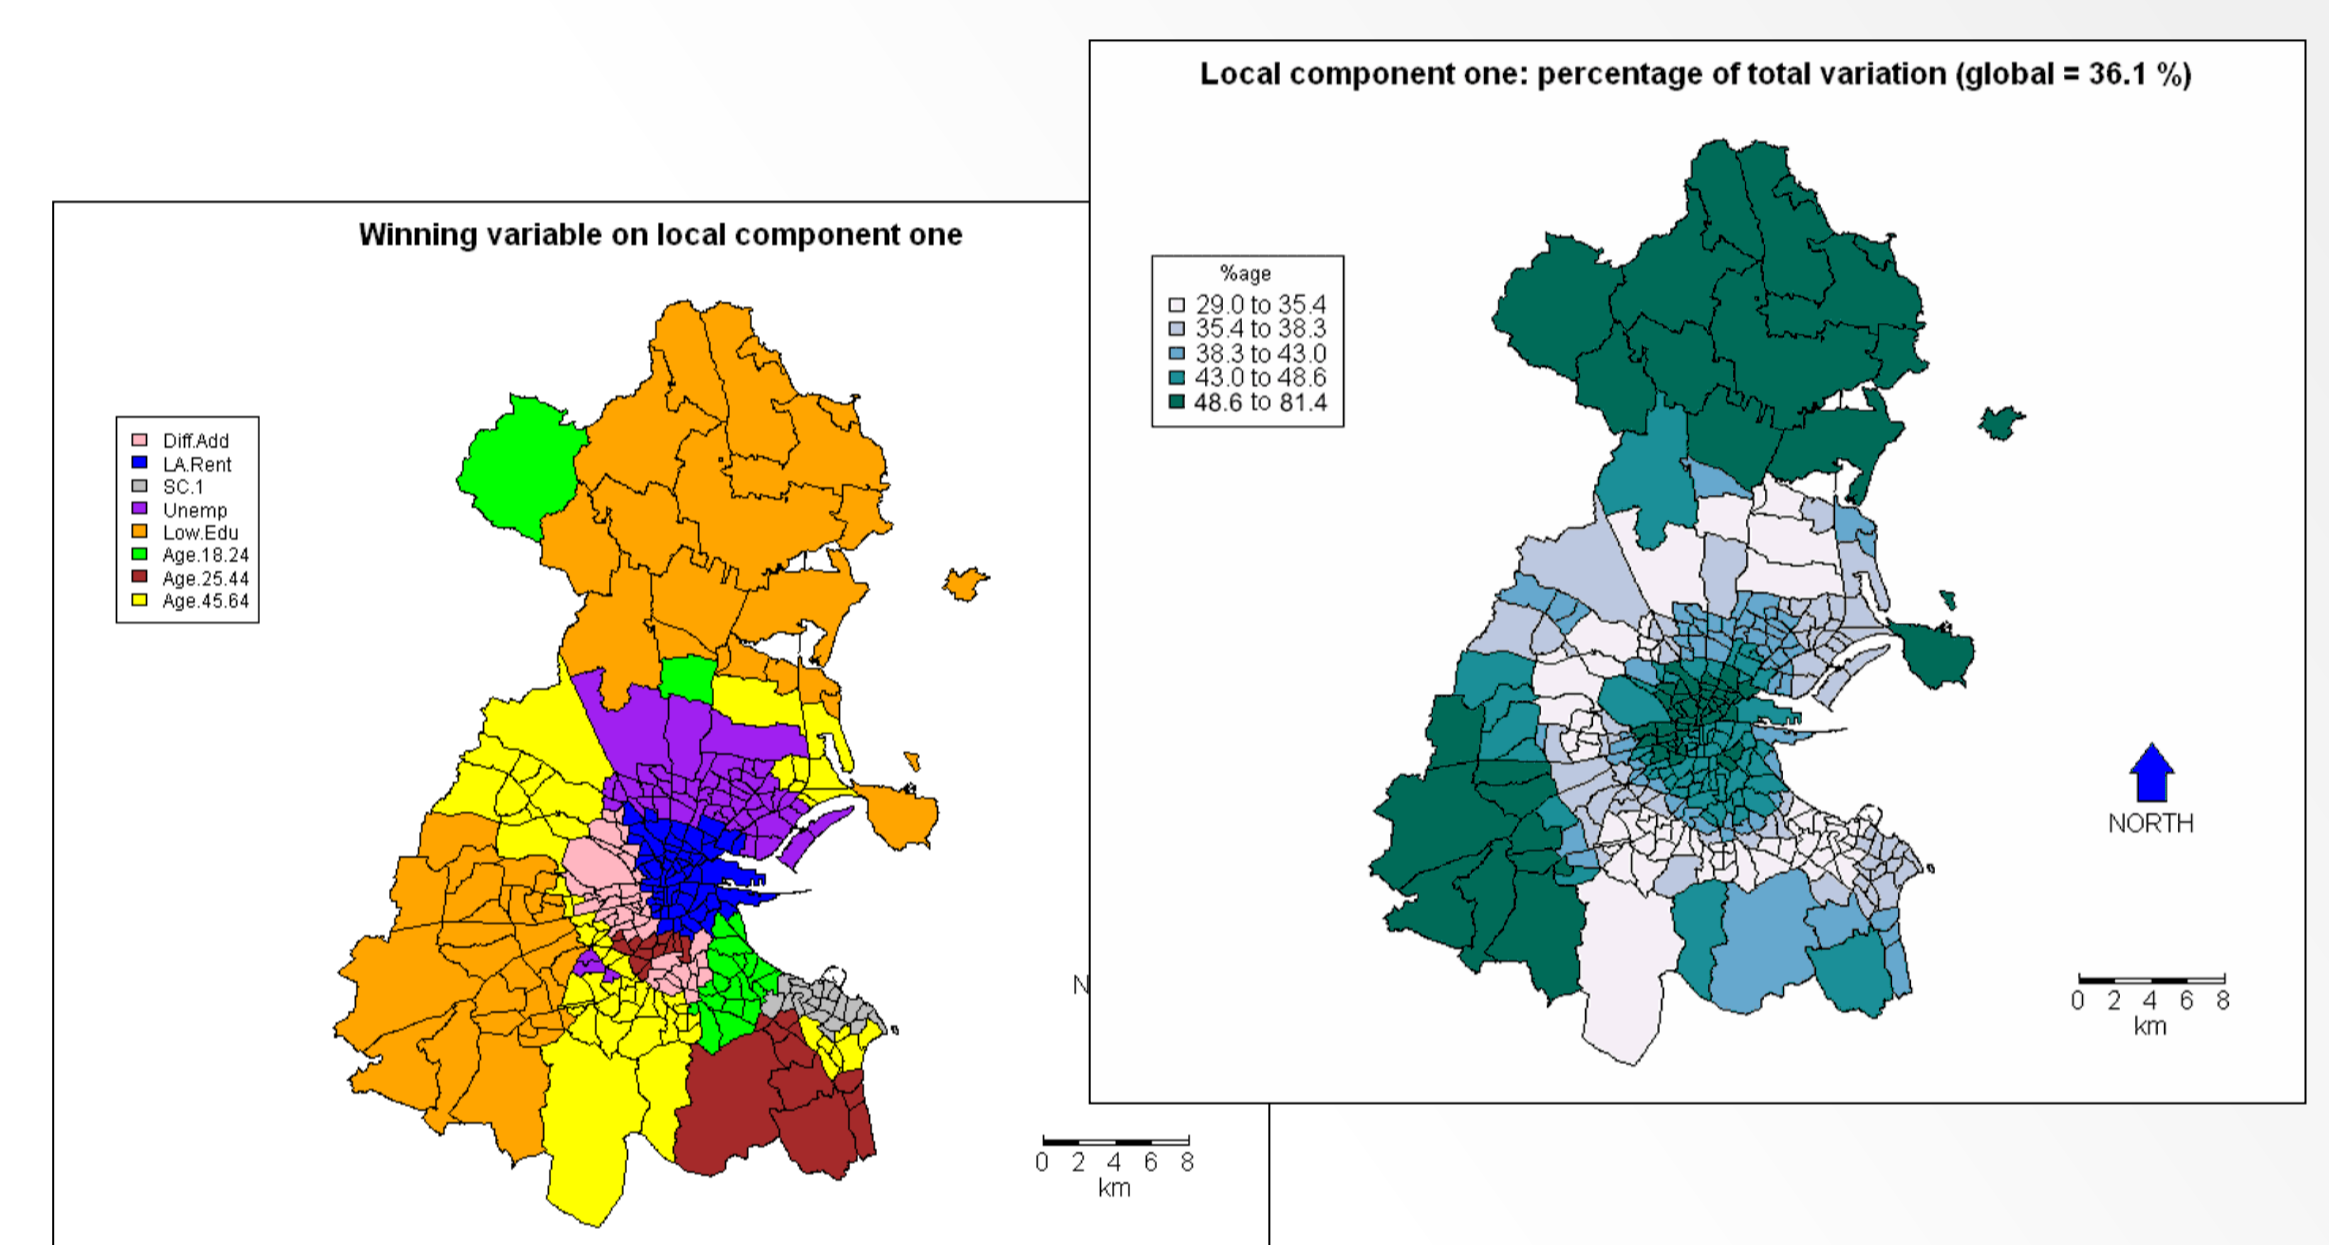 Winning variable on local component one
Diff.Add
LA.Rent
SC.1
Unemp
Low.Edu
Age.18.24
Age.25.44
Age.45.64
N
0 2 4 6 8
km
Local component one: percentage of total variation (global = 36.1 %)
%age
29.0 to 35.4
35.4 to 38.3
38.3 to 43.0
43.0 to 48.6
48.6 to 81.4
NORTH
0 2 4 6 8
km